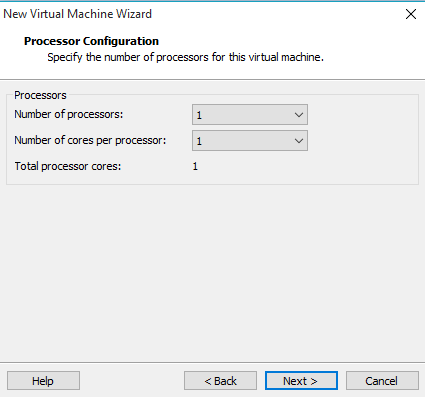 New Virtual Machine Wizard
Processor Configuration
Specify the number of processors for this virtual machine.
Processors
Number of processors: 1
Number of cores per processor: 1
Total processor cores: 1
Help < Back Next > Cancel